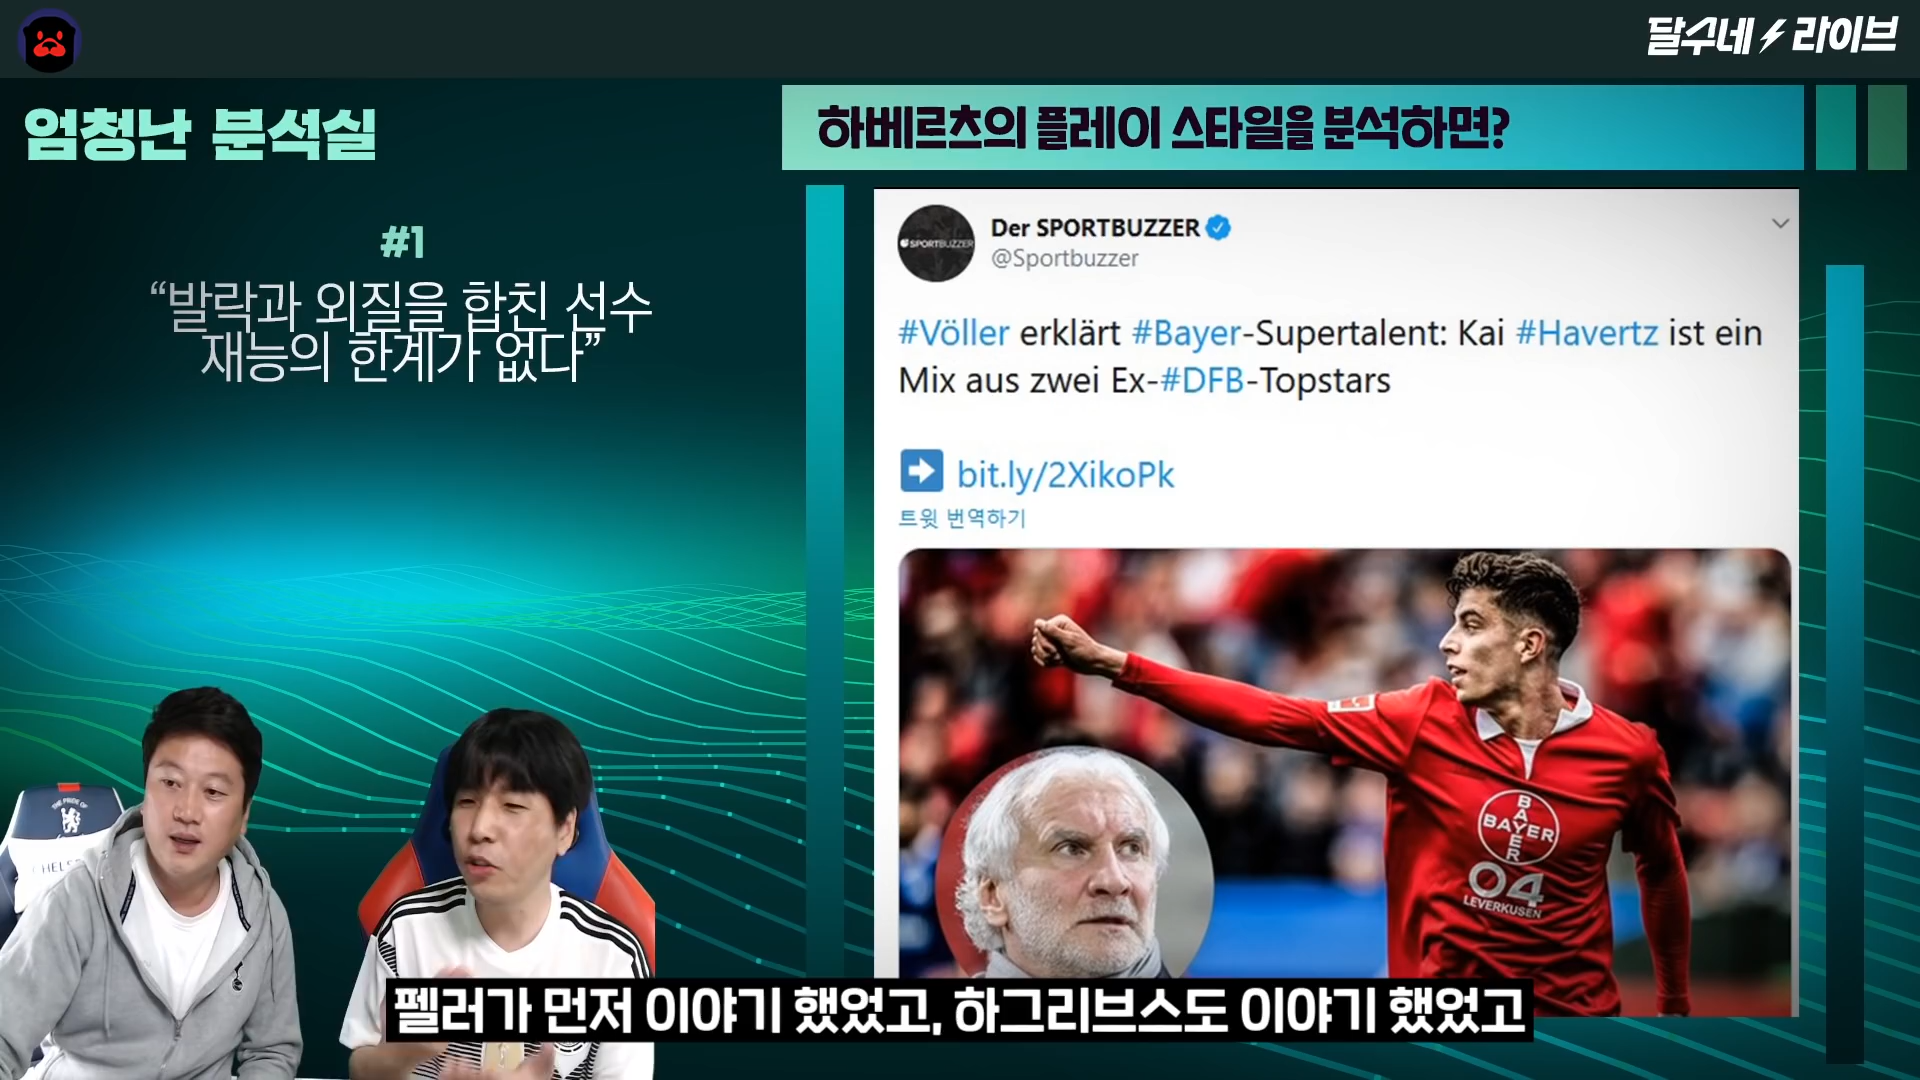 달수네 라이브
엄청난 분석실
하베르츠의 플레이 스타일을 분석하면?
#1
“발락과 외질을 합친 선수
재능의 한계가 없다”
SPORTBUZZER
Der SPORTBUZZER
@Sportbuzzer
#Völler erklärt #Bayer-Supertalent: Kai #Havertz ist ein
Mix aus zwei Ex-#DFB-Topstars
bit.ly/2XikoPk
트윗 번역하기
THE PRIDE OF
BAYER
BAYER
04
LEVERKUSEN
펠러가 먼저 이야기 했었고, 하그리브스도 이야기 했었고